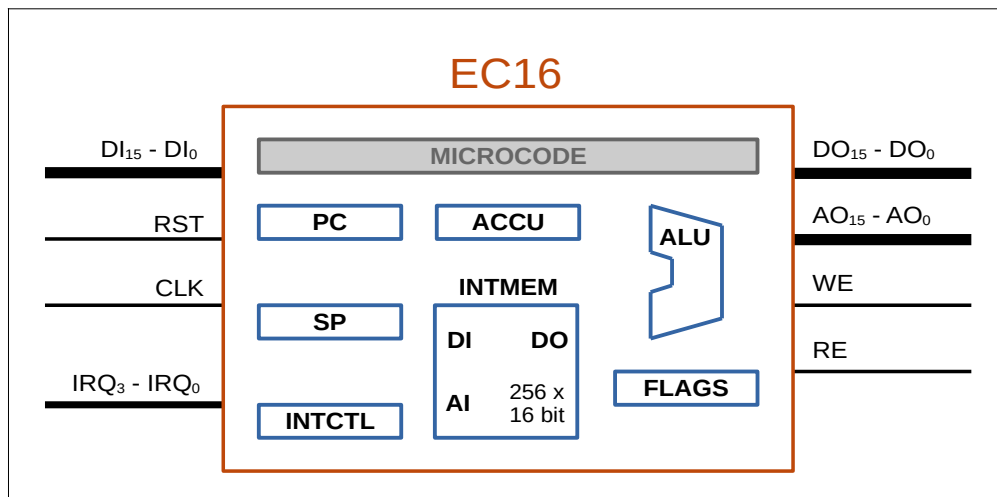 EC16
DI₁₅ - DI₀
MICROCODE
DO₁₅ - DO₀
RST
PC
ACCU
ALU
AO₁₅ - AO₀
CLK
INTMEM
WE
SP
DI DO
RE
IRQ₃ - IRQ₀
AI
256 x
16 bit
FLAGS
INTCTL